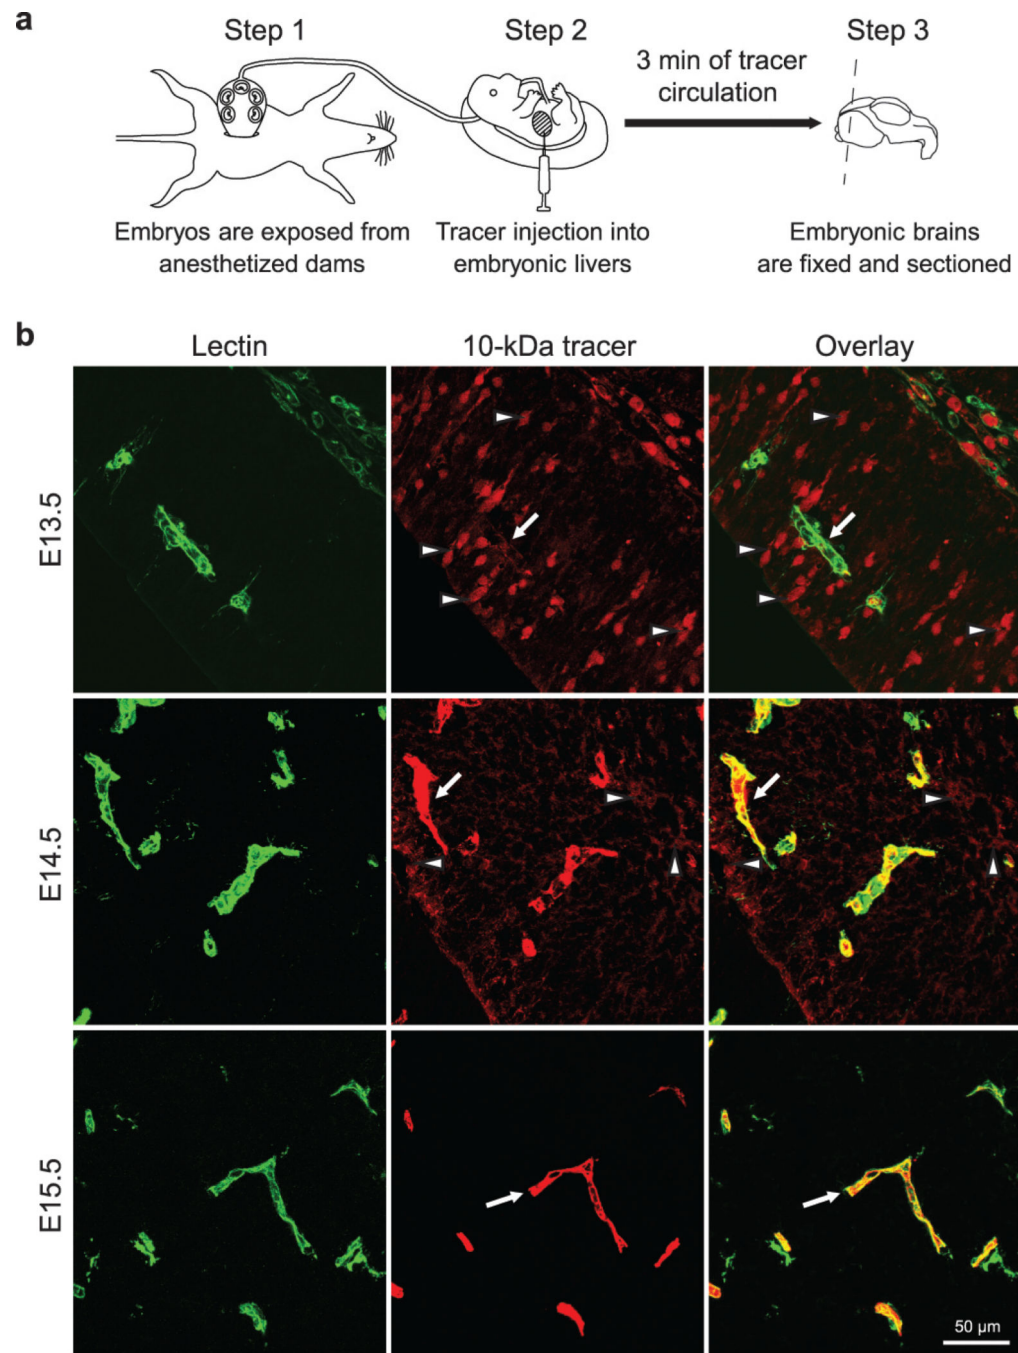 a
Step 1
Step 2
Step 3
3 min of tracer
circulation
Embryos are exposed from
anesthetized dams
Tracer injection into
embryonic livers
Embryonic brains
are fixed and sectioned
b
Lectin
10-kDa tracer
Overlay
E13.5
E14.5
E15.5
50 µm